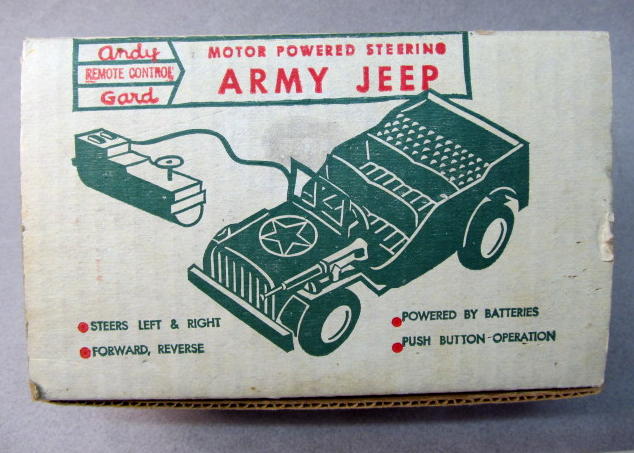 Andy
REMOTE CONTROL
Gard
MOTOR POWERED STEERING
ARMY JEEP
STEERS LEFT & RIGHT
FORWARD, REVERSE
POWERED BY BATTERIES
PUSH BUTTON OPERATION